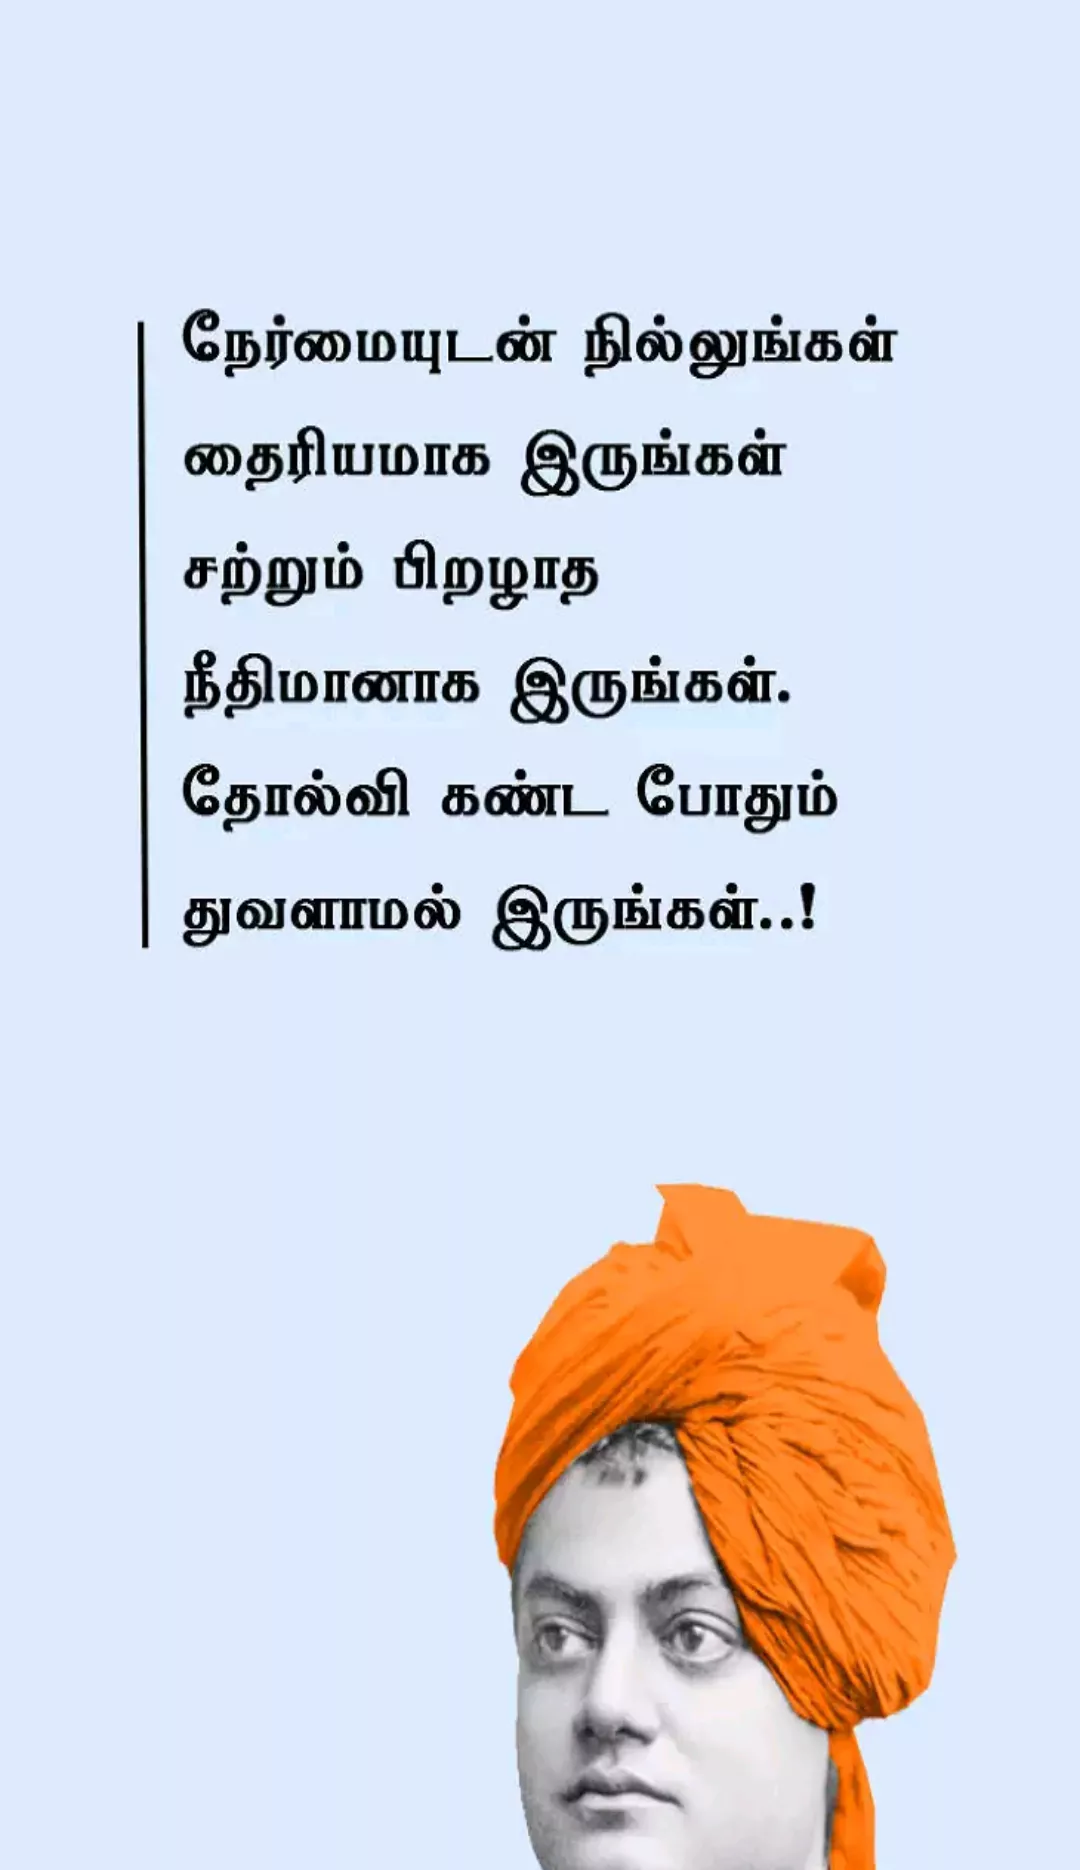 நேர்மையுடன் நில்லுங்கள்
தைரியமாக இருங்கள்
சற்றும் பிறழாத
நீதிமானாக இருங்கள்.
தோல்வி கண்ட போதும்
துவளாமல் இருங்கள்..!